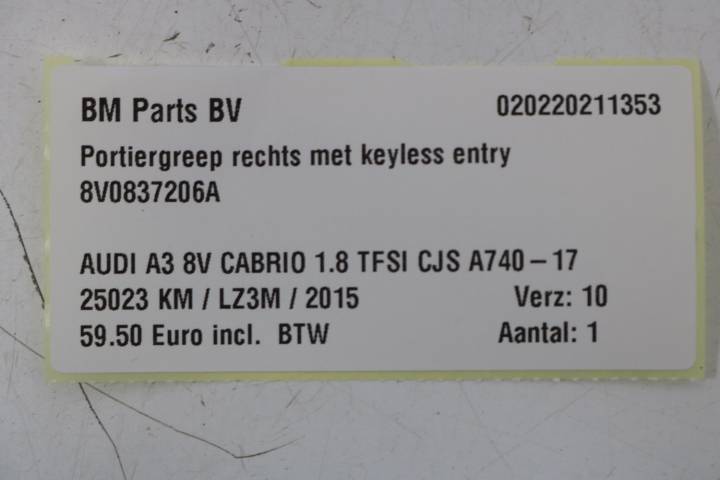 BM Parts BV 020220211353
Portiergreep rechts met keyless entry
8V0837206A
AUDI A3 8V CABRIO 1.8 TFSI CJS A740-17
25023 KM / LZ3M / 2015 Verz: 10
59.50 Euro incl. BTW Aantal: 1